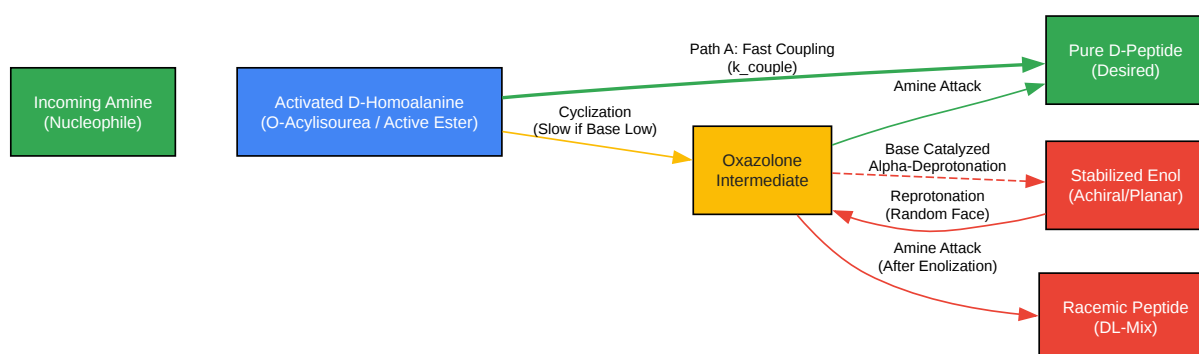 Incoming Amine
(Nucleophile)
Activated D-Homoalanine
(O-Acylisourea / Active Ester)
Path A: Fast Coupling
(k_couple)
Cyclization
(Slow if Base Low)
Oxazolone
Intermediate
Amine Attack
Pure D-Peptide
(Desired)
Base Catalyzed
Alpha-Deprotonation
Stabilized Enol
(Achiral/Planar)
Reprotonation
(Random Face)
Amine Attack
(After Enolization)
Racemic Peptide
(DL-Mix)